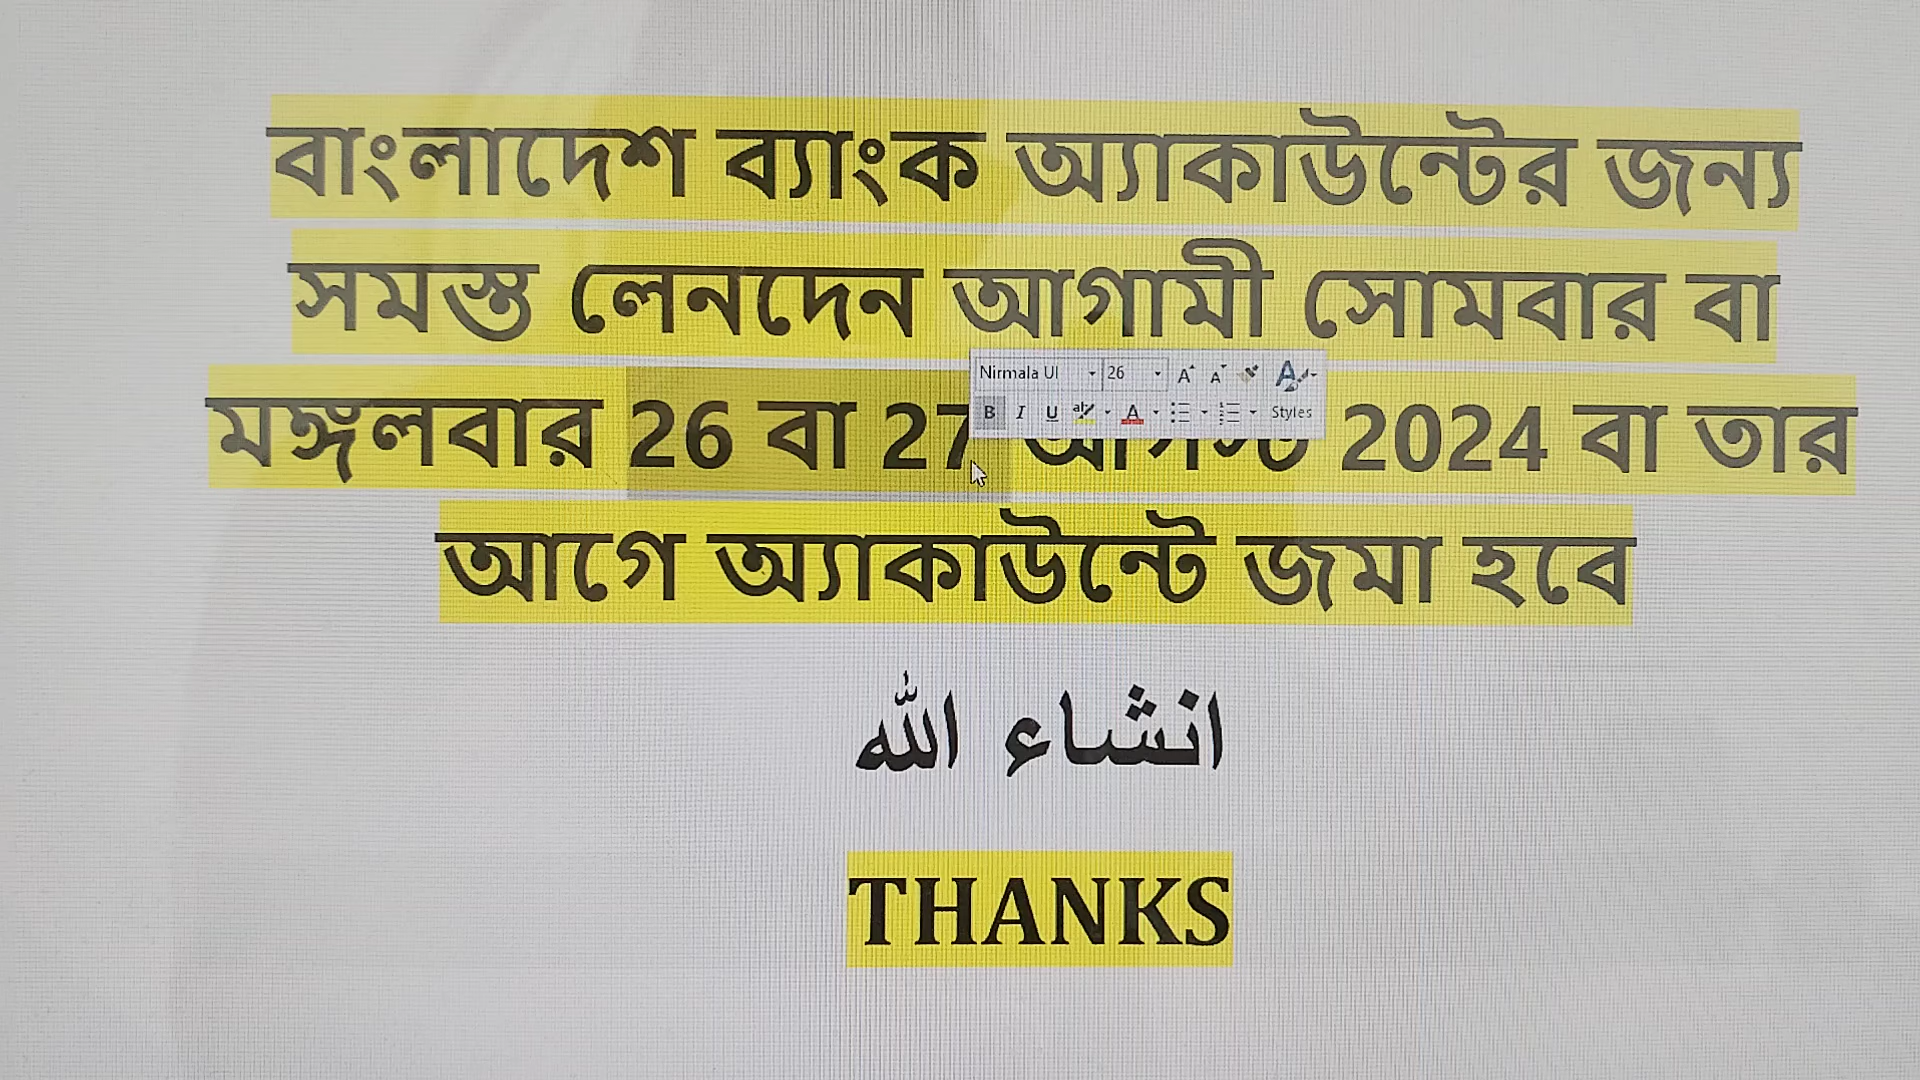 বাংলাদেশ ব্যাংক অ্যাকাউন্টের জন্য
সমস্ত লেনদেন আগামী সোমবার বা
Nirmala UI 26
B I U Styles
মঙ্গলবার 26 বা 27 2024 বা তার
আগে অ্যাকাউন্টে জমা হবে
انشاء الله
THANKS